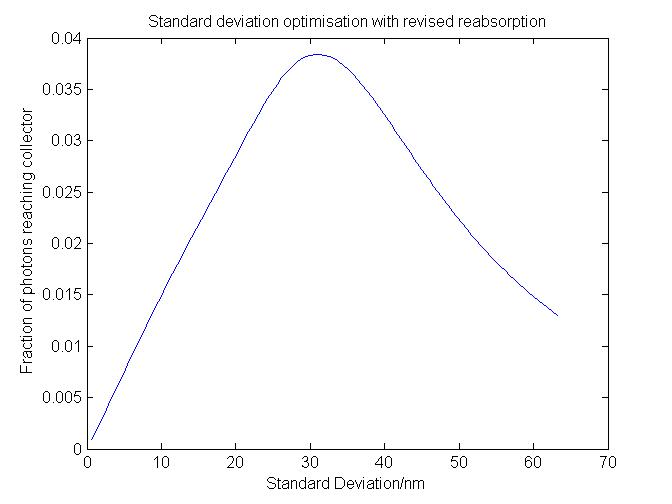 Standard deviation optimisation with revised reabsorption
0.04
0.035
0.03
0.025
0.02
0.015
0.01
0.005
0
Fraction of photons reaching collector
0 10 20 30 40 50 60 70
Standard Deviation/nm